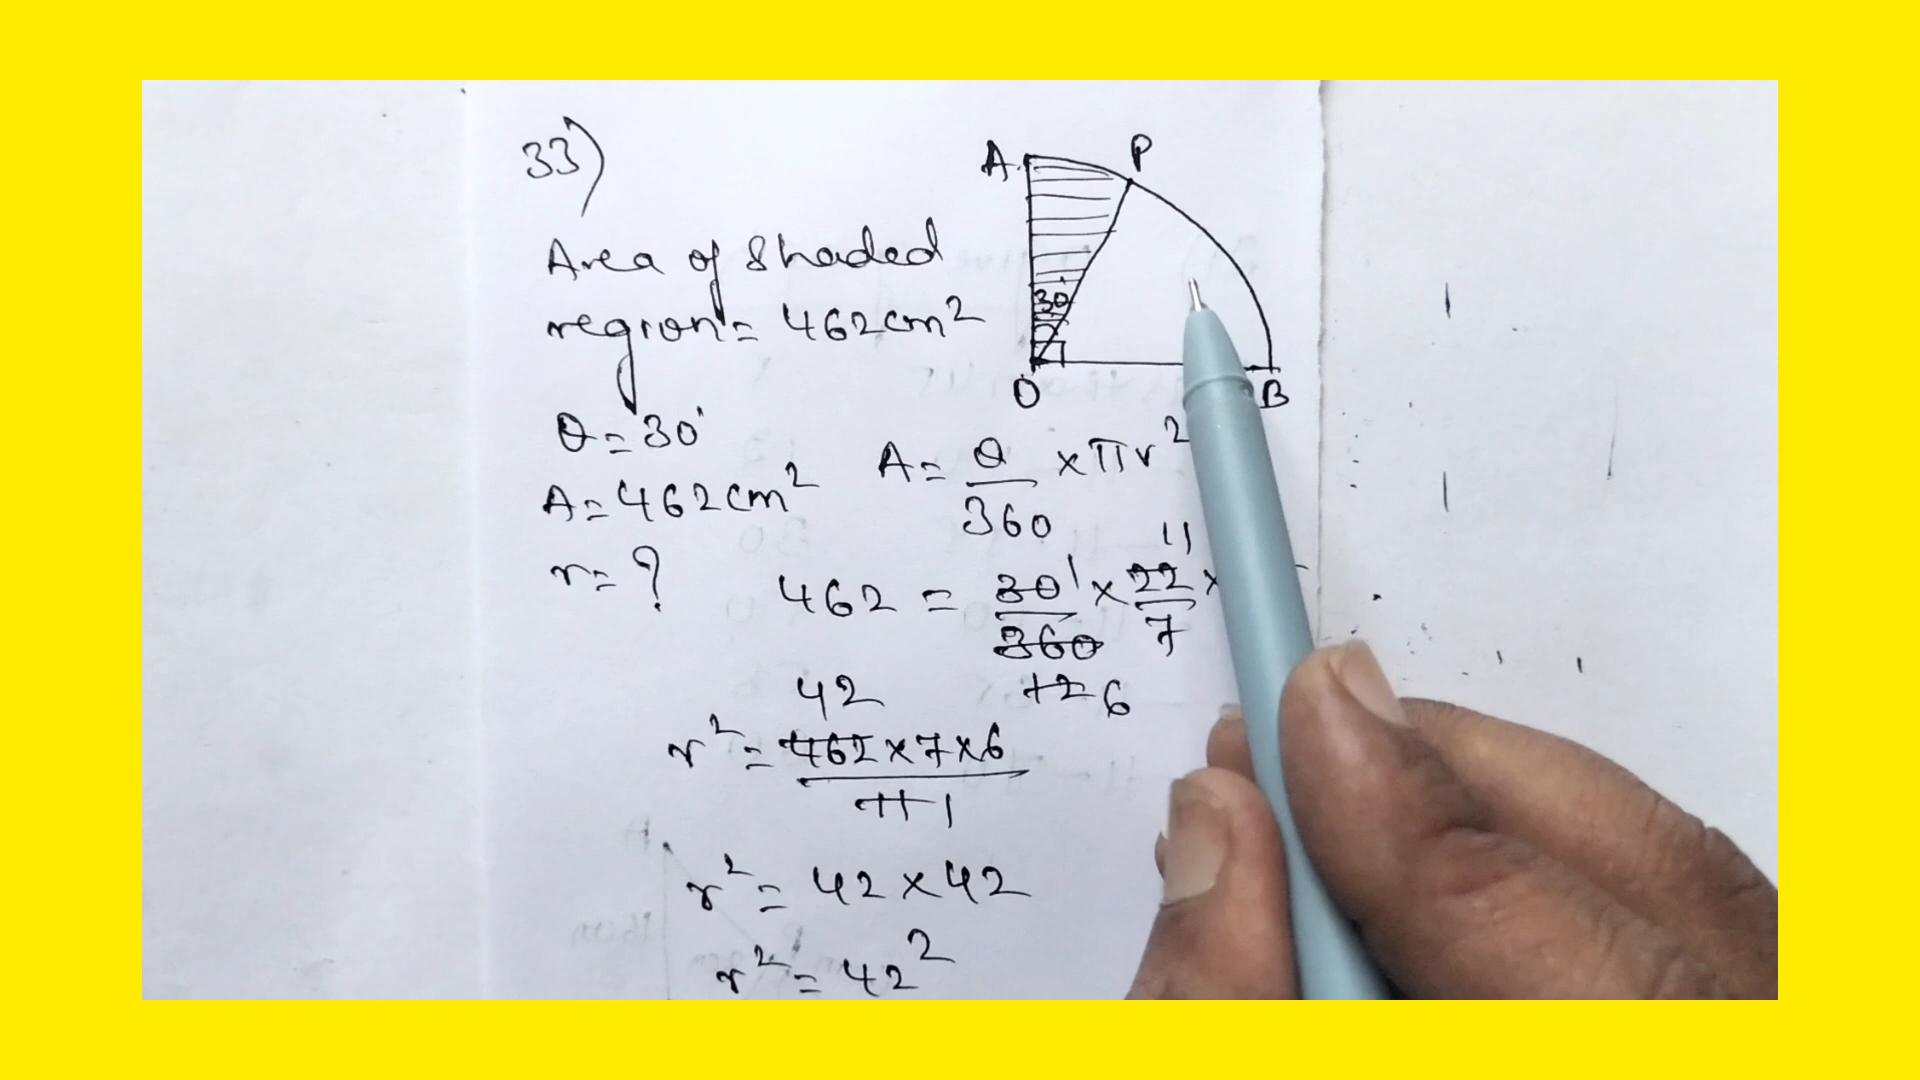 33)
A P
30
O B
Area of Shaded
region = 462cm²
θ = 30°
A = 462cm²
r = ?
A = θ/360 × πr²
462 = 30/360 × 22/7 ×
1 11
12 6
42
r² = 462×7×6/11 1
r² = 42×42
r² = 42²